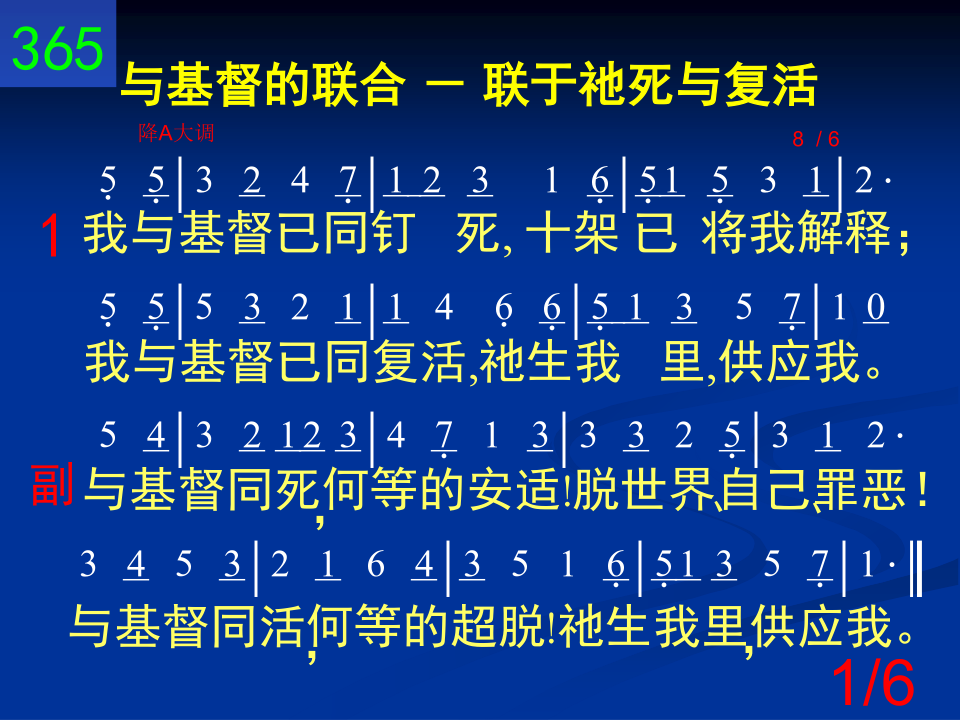 365
与基督的联合 － 联于祂死与复活
降A大调
8 / 6
5 5 | 3 2 4 7 | 1 2 3 1 6 | 5 1 5 3 1 | 2 ·
1 我与基督已同钉 死, 十架 已 将我解释；
5 5 | 5 3 2 1 | 1 4 6 6 | 5 1 3 5 7 | 1 0
我与基督已同复活,祂生我 里,供应我。
5 4 | 3 2 1 2 3 | 4 7 1 3 | 3 3 2 5 | 3 1 2 ·
副 与基督同死,何等的安适!脱世界、自己、罪恶！
3 4 5 3 | 2 1 6 4 | 3 5 1 6 | 5 1 3 5 7 | 1 · ‖
与基督同活,何等的超脱!祂生我里,供应我。
1/6